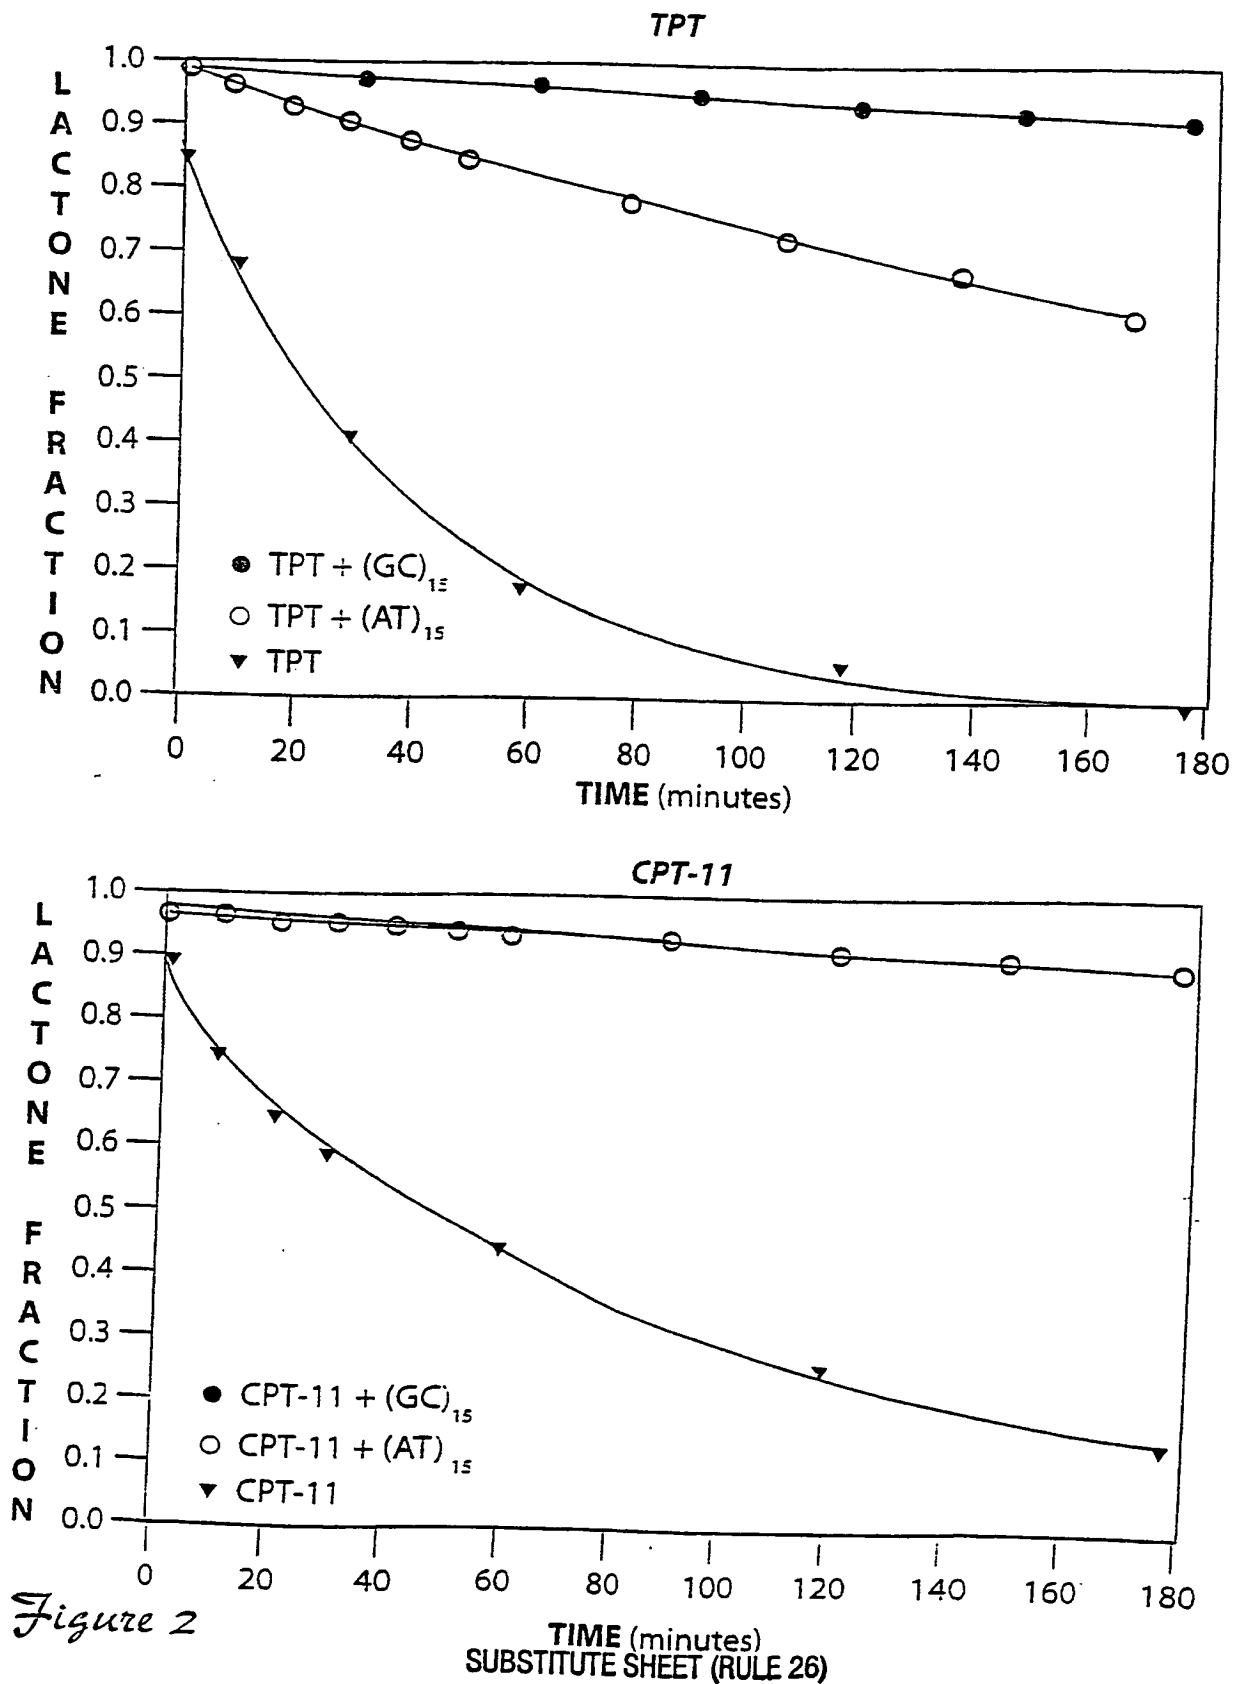 TPT
LACTONE FRACTION
1.0
0.9
0.8
0.7
0.6
0.5
0.4
0.3
0.2
0.1
0.0
TPT + (GC)15
TPT + (AT)15
TPT
0 20 40 60 80 100 120 140 160 180
TIME (minutes)
CPT-11
LACTONE FRACTION
1.0
0.9
0.8
0.7
0.6
0.5
0.4
0.3
0.2
0.1
0.0
CPT-11 + (GC)15
CPT-11 + (AT)15
CPT-11
0 20 40 60 80 100 120 140 160 180
Figure 2
TIME (minutes)
SUBSTITUTE SHEET (RULE 26)